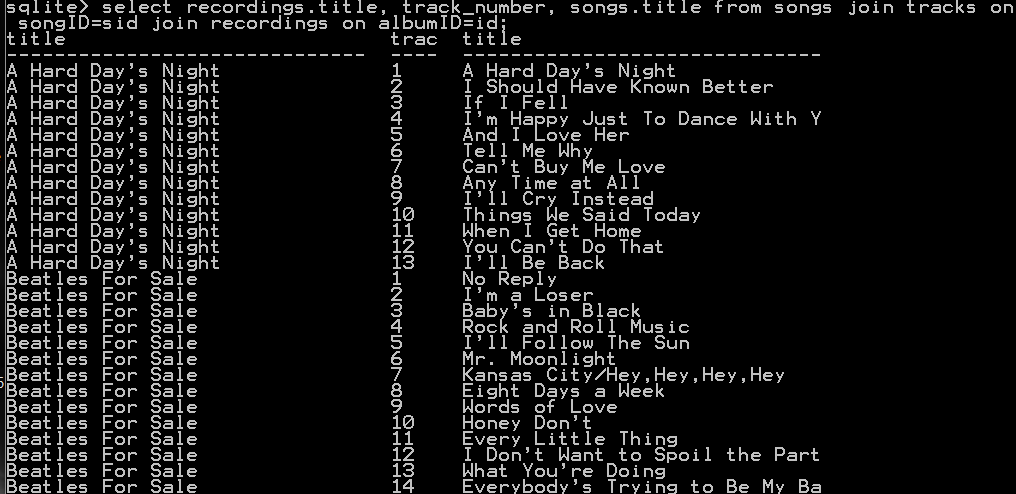 sqlite> select recordings.title, track_number, songs.title from songs join tracks on
songID=sid join recordings on albumID=id;
title trac title
------------------------------ ---- ------------------------------
A Hard Day's Night 1 A Hard Day's Night
A Hard Day's Night 2 I Should Have Known Better
A Hard Day's Night 3 If I Fell
A Hard Day's Night 4 I'm Happy Just To Dance With Y
A Hard Day's Night 5 And I Love Her
A Hard Day's Night 6 Tell Me Why
A Hard Day's Night 7 Can't Buy Me Love
A Hard Day's Night 8 Any Time at All
A Hard Day's Night 9 I'll Cry Instead
A Hard Day's Night 10 Things We Said Today
A Hard Day's Night 11 When I Get Home
A Hard Day's Night 12 You Can't Do That
A Hard Day's Night 13 I'll Be Back
Beatles For Sale 1 No Reply
Beatles For Sale 2 I'm a Loser
Beatles For Sale 3 Baby's in Black
Beatles For Sale 4 Rock and Roll Music
Beatles For Sale 5 I'll Follow The Sun
Beatles For Sale 6 Mr. Moonlight
Beatles For Sale 7 Kansas City/Hey,Hey,Hey,Hey
Beatles For Sale 8 Eight Days a Week
Beatles For Sale 9 Words of Love
Beatles For Sale 10 Honey Don't
Beatles For Sale 11 Every Little Thing
Beatles For Sale 12 I Don't Want to Spoil the Part
Beatles For Sale 13 What You're Doing
Beatles For Sale 14 Everybody's Trying to Be My Ba